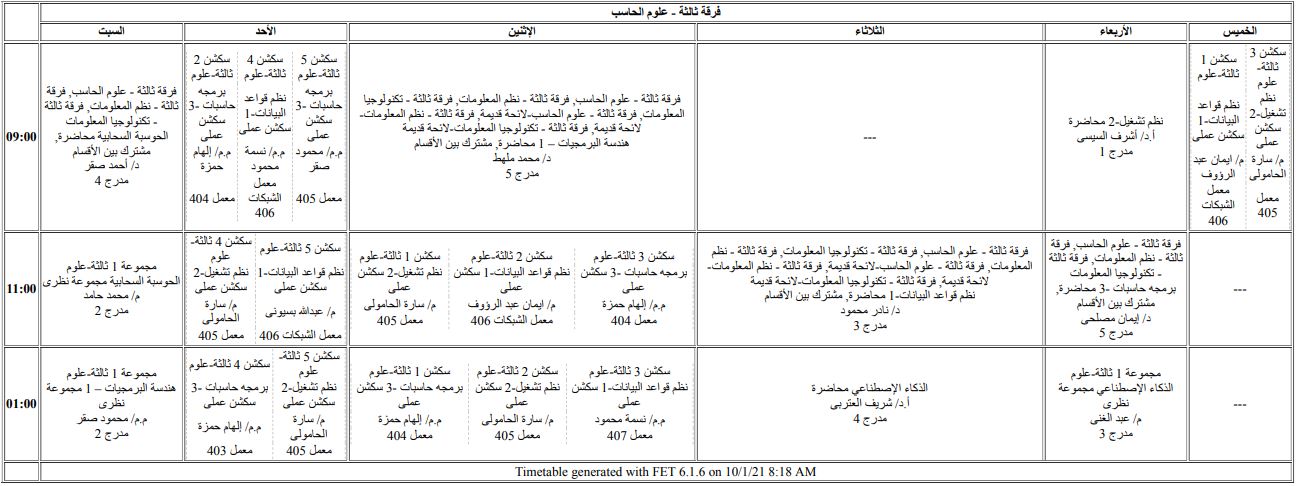 فرقة ثالثة - علوم الحاسب
السبت
الأحد
الإثنين
الثلاثاء
الأربعاء
الخميس
09:00
فرقة ثالثة - علوم الحاسب, فرقة
ثالثة - نظم المعلومات, فرقة ثالثة
- تكنولوجيا المعلومات
الحوسبة السحابية محاضرة,
مشترك بين الأقسام
د/ أحمد صقر
مدرج 4
سكشن 2
ثالثة-علوم
برمجه
حاسبات -3
سكشن
عملى
م.م/ إلهام
حمزة
معمل 404
سكشن 4
ثالثة-علوم
نظم قواعد
البيانات-1
سكشن عملى
م.م/ نسمة
محمود
معمل
الشبكات
406
سكشن 5
ثالثة-علوم
برمجه
حاسبات -3
سكشن
عملى
م.م/ محمود
صقر
معمل 405
فرقة ثالثة - علوم الحاسب, فرقة ثالثة - نظم المعلومات, فرقة ثالثة - تكنولوجيا
المعلومات, فرقة ثالثة - علوم الحاسب-لائحة قديمة, فرقة ثالثة - نظم المعلومات-
لائحة قديمة, فرقة ثالثة - تكنولوجيا المعلومات-لائحة قديمة
هندسة البرمجيات – 1 محاضرة, مشترك بين الأقسام
د/ محمد ملهط
مدرج 5
---
نظم تشغيل-2 محاضرة
أ.د/ أشرف السيسى
مدرج 1
سكشن 1
ثالثة-علوم
نظم قواعد
البيانات-1
سكشن عملى
م/ ايمان عبد
الرؤوف
معمل
الشبكات
406
سكشن 3
ثالثة-
علوم
نظم
تشغيل-2
سكشن
عملى
م/ سارة
الحامولى
معمل
405
11:00
مجموعة 1 ثالثة-علوم
الحوسبة السحابية مجموعة نظرى
م/ محمد حامد
مدرج 2
سكشن 4 ثالثة-
علوم
نظم تشغيل-2
سكشن عملى
م/ سارة
الحامولى
معمل 405
سكشن 5 ثالثة-علوم
نظم قواعد البيانات-1
سكشن عملى
م/ عبدالله بسيونى
معمل الشبكات 406
سكشن 1 ثالثة-علوم
نظم تشغيل-2 سكشن
عملى
م/ سارة الحامولى
معمل 405
سكشن 2 ثالثة-علوم
نظم قواعد البيانات-1 سكشن
عملى
م/ ايمان عبد الرؤوف
معمل الشبكات 406
سكشن 3 ثالثة-علوم
برمجه حاسبات -3 سكشن
عملى
م.م/ إلهام حمزة
معمل 404
فرقة ثالثة - علوم الحاسب, فرقة ثالثة - تكنولوجيا المعلومات, فرقة ثالثة - نظم
المعلومات, فرقة ثالثة - علوم الحاسب-لائحة قديمة, فرقة ثالثة - نظم المعلومات-
لائحة قديمة, فرقة ثالثة - تكنولوجيا المعلومات-لائحة قديمة
نظم قواعد البيانات-1 محاضرة, مشترك بين الأقسام
د/ نادر محمود
مدرج 3
فرقة ثالثة - علوم الحاسب, فرقة
ثالثة - نظم المعلومات, فرقة ثالثة
- تكنولوجيا المعلومات
برمجه حاسبات -3 محاضرة,
مشترك بين الأقسام
د/ إيمان مصلحى
مدرج 5
---
01:00
مجموعة 1 ثالثة-علوم
هندسة البرمجيات – 1 مجموعة
نظرى
م.م/ محمود صقر
مدرج 2
سكشن 4 ثالثة-علوم
برمجه حاسبات -3
سكشن عملى
م.م/ إلهام حمزة
معمل 403
سكشن 5 ثالثة-
علوم
نظم تشغيل-2
سكشن عملى
م/ سارة
الحامولى
معمل 405
سكشن 1 ثالثة-علوم
برمجه حاسبات -3 سكشن
عملى
م.م/ إلهام حمزة
معمل 404
سكشن 2 ثالثة-علوم
نظم تشغيل-2 سكشن
عملى
م/ سارة الحامولى
معمل 405
سكشن 3 ثالثة-علوم
نظم قواعد البيانات-1 سكشن
عملى
م.م/ نسمة محمود
معمل 407
الذكاء الإصطناعي محاضرة
أ.د/ شريف العتربى
مدرج 4
مجموعة 1 ثالثة-علوم
الذكاء الإصطناعي مجموعة
نظرى
م/ عبد الغنى
مدرج 3
---
Timetable generated with FET 6.1.6 on 10/1/21 8:18 AM